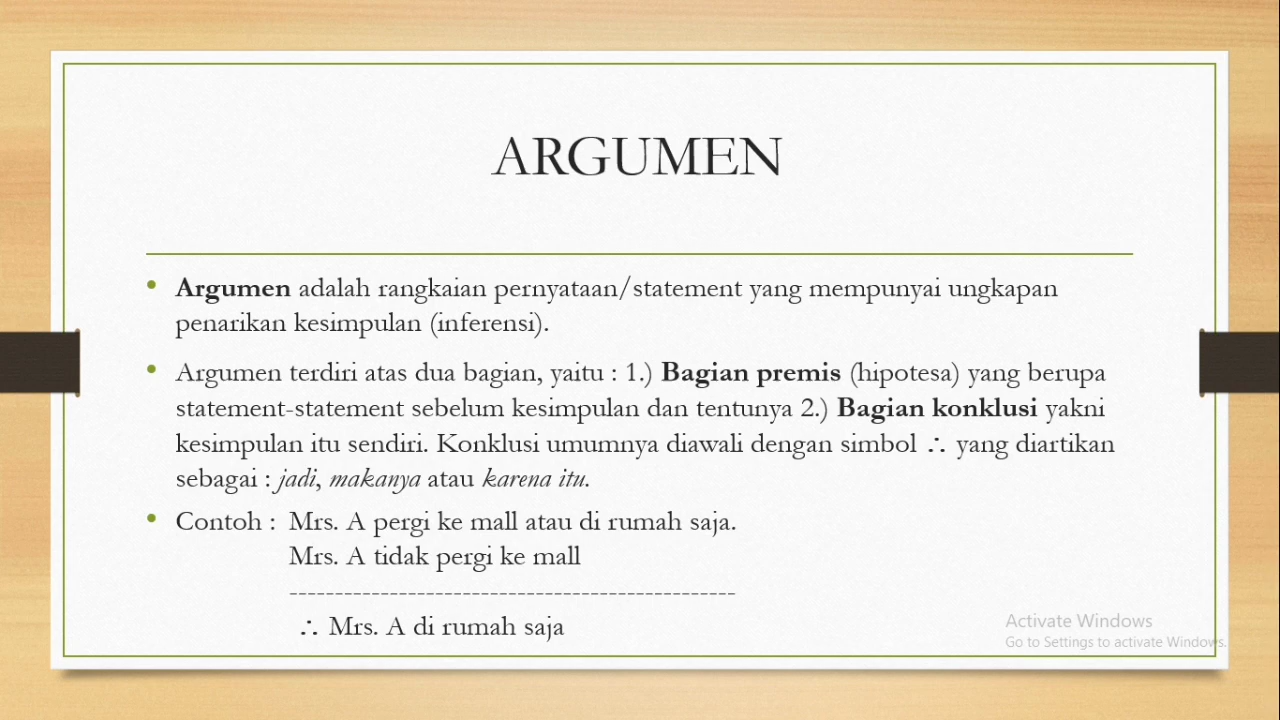 ARGUMEN
• Argumen adalah rangkaian pernyataan/statement yang mempunyai ungkapan
penarikan kesimpulan (inferensi).
• Argumen terdiri atas dua bagian, yaitu : 1.) Bagian premis (hipotesa) yang berupa
statement-statement sebelum kesimpulan dan tentunya 2.) Bagian konklusi yakni
kesimpulan itu sendiri. Konklusi umumnya diawali dengan simbol ∴ yang diartikan
sebagai : jadi, makanya atau karena itu.
• Contoh : Mrs. A pergi ke mall atau di rumah saja.
Mrs. A tidak pergi ke mall
-------------------------------------------------
∴ Mrs. A di rumah saja
Activate Windows
Go to Settings to activate Windows.